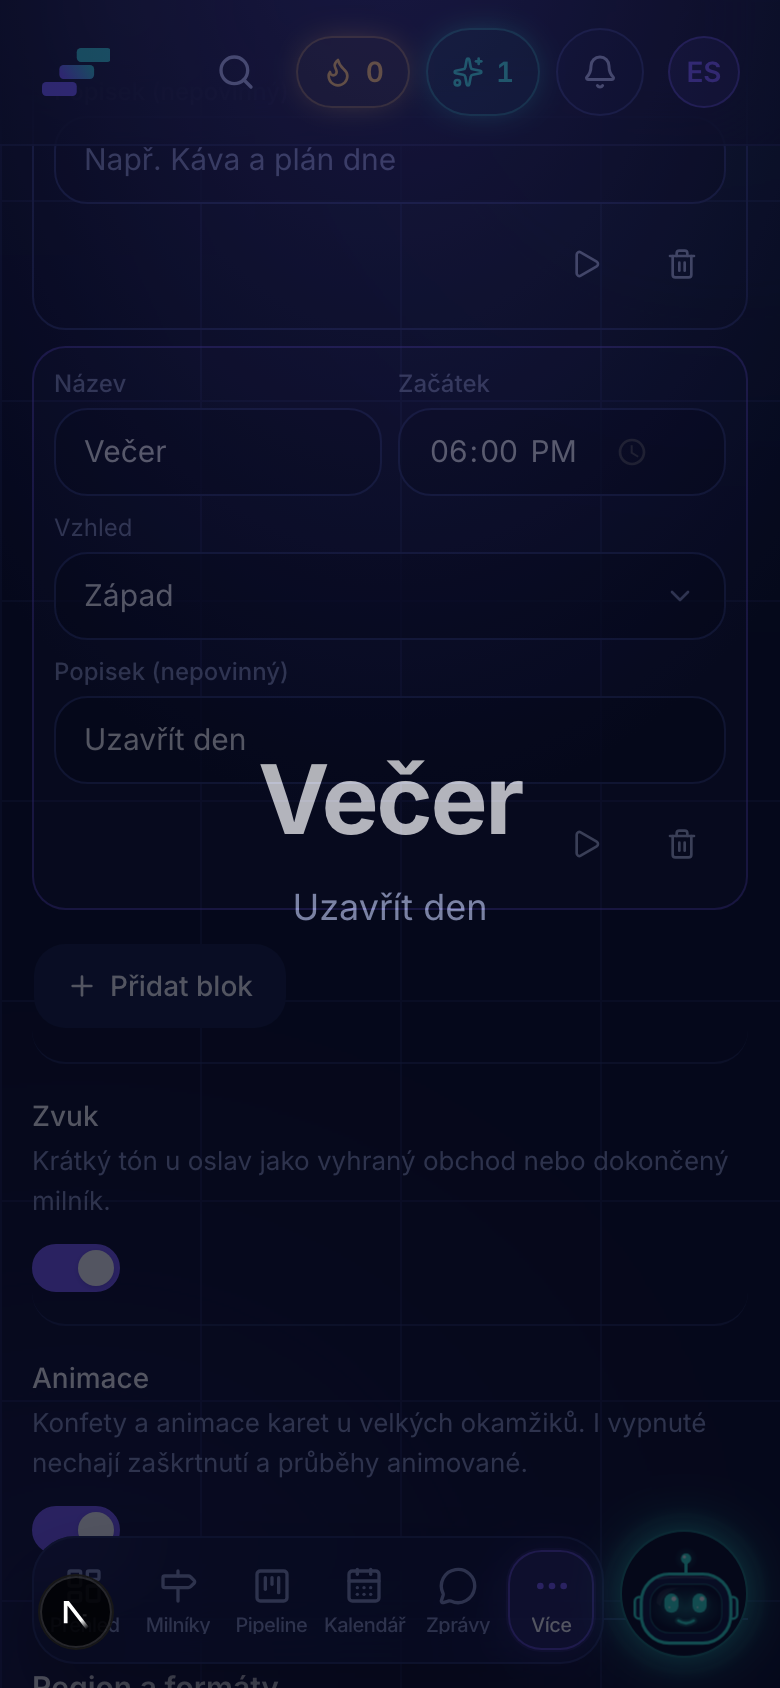 0
1
ES
Např. Káva a plán dne
Název
Začátek
Večer
06:00 PM
Vzhled
Západ
Popisek (nepovinný)
Uzavřít den
Večer
Uzavřít den
Přidat blok
Zvuk
Krátký tón u oslav jako vyhraný obchod nebo dokončený
milník.
Animace
Konfety a animace karet u velkých okamžiků. I vypnuté
nechají zaškrtnutí a průběhy animované.
Milníky
Pipeline
Kalendář
Zprávy
Více
Region a formáty